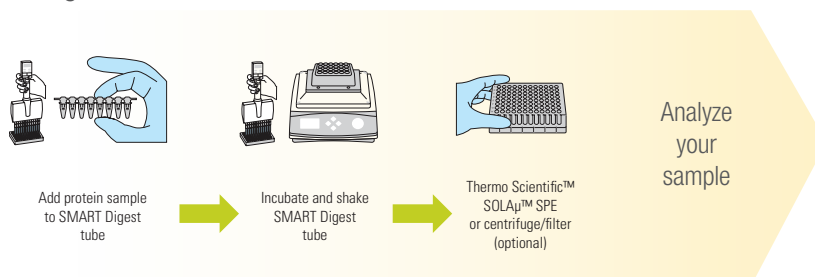 Add protein sample
to SMART Digest
tube
Incubate and shake
SMART Digest
tube
Thermo Scientific™
SOLAμ™ SPE
or centrifuge/filter
(optional)
Analyze
your
sample